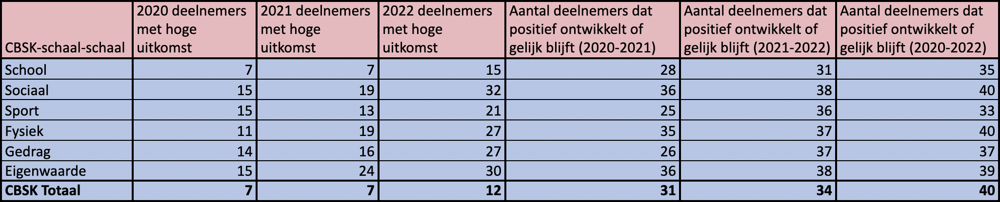 CBSK-schaal-schaal
2020 deelnemers
met hoge
uitkomst
2021 deelnemers
met hoge
uitkomst
2022 deelnemers
met hoge
uitkomst
Aantal deelnemers dat
positief ontwikkelt of
gelijk blijft (2020-2021)
Aantal deelnemers dat
positief ontwikkelt of
gelijk blijft (2021-2022)
Aantal deelnemers dat
positief ontwikkelt of
gelijk blijft (2020-2022)
School 7 7 15 28 31 35
Sociaal 15 19 32 36 38 40
Sport 15 13 21 25 36 33
Fysiek 11 19 27 35 37 40
Gedrag 14 16 27 26 37 37
Eigenwaarde 15 24 30 36 38 39
CBSK Totaal 7 7 12 31 34 40